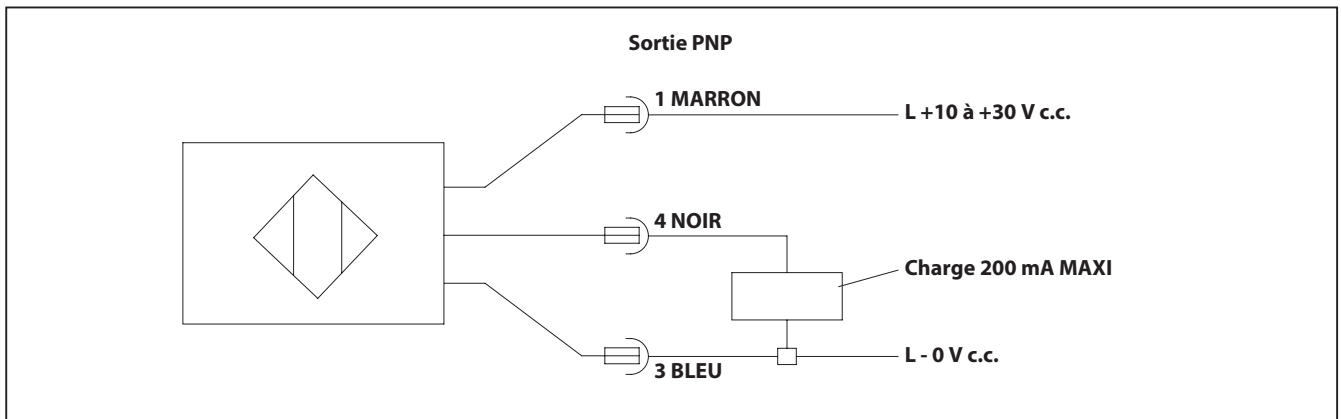 Sortie PNP
1 MARRON
L +10 à +30 V c.c.
4 NOIR
Charge 200 mA MAXI
L - 0 V c.c.
3 BLEU